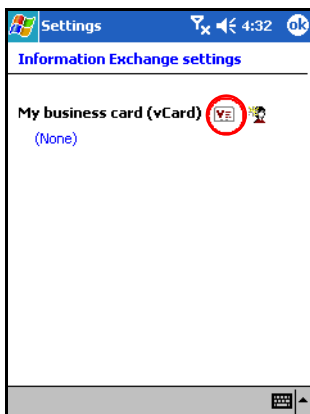 Settings 4:32 ok
Information Exchange settings
My business card (vCard)
(None)